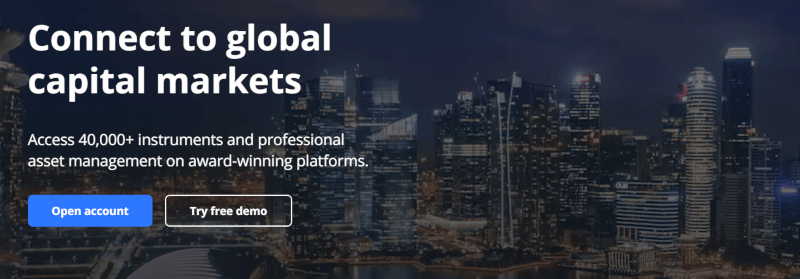 Connect to global
capital markets
Access 40,000+ instruments and professional
asset management on award-winning platforms.
Open account
Try free demo